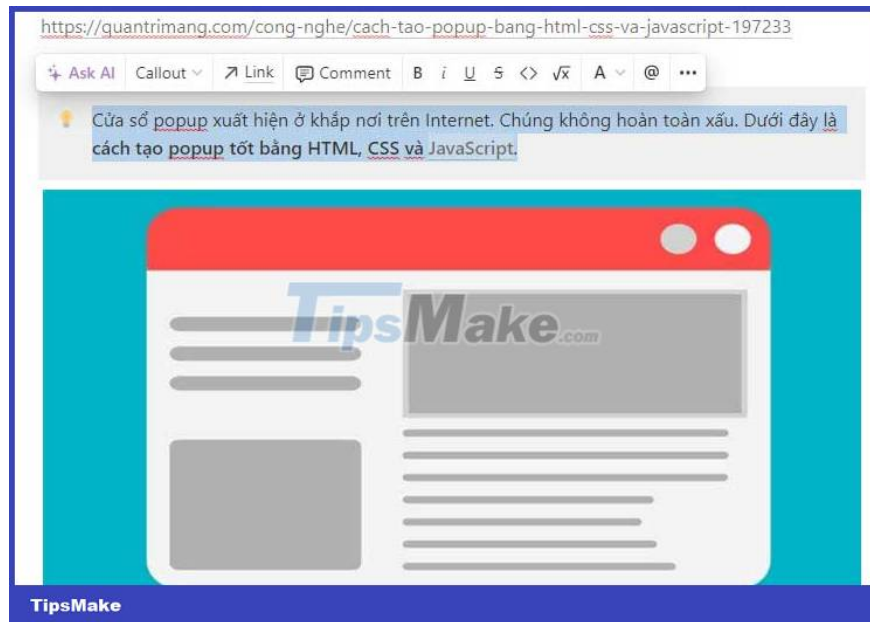 https://quantrimang.com/cong-nghe/cach-tao-popup-bang-html-css-va-javascript-197233
Ask AI Callout Link Comment B i U S <> √x A @ •••
Cửa sổ popup xuất hiện ở khắp nơi trên Internet. Chúng không hoàn toàn xấu. Dưới đây là
cách tạo popup tốt bằng HTML, CSS và JavaScript.
TipsMake.com
TipsMake